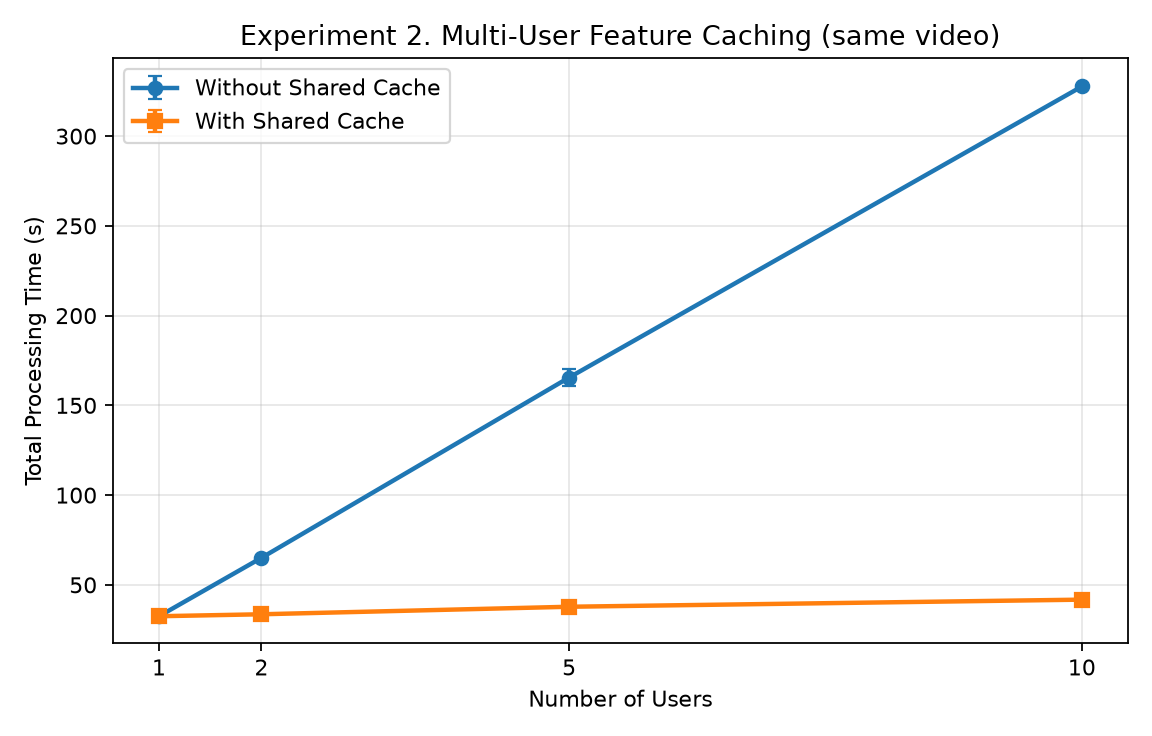 Experiment 2. Multi-User Feature Caching (same video)
Without Shared Cache
With Shared Cache
Total Processing Time (s)
300
250
200
150
100
50
1 2 5 10
Number of Users